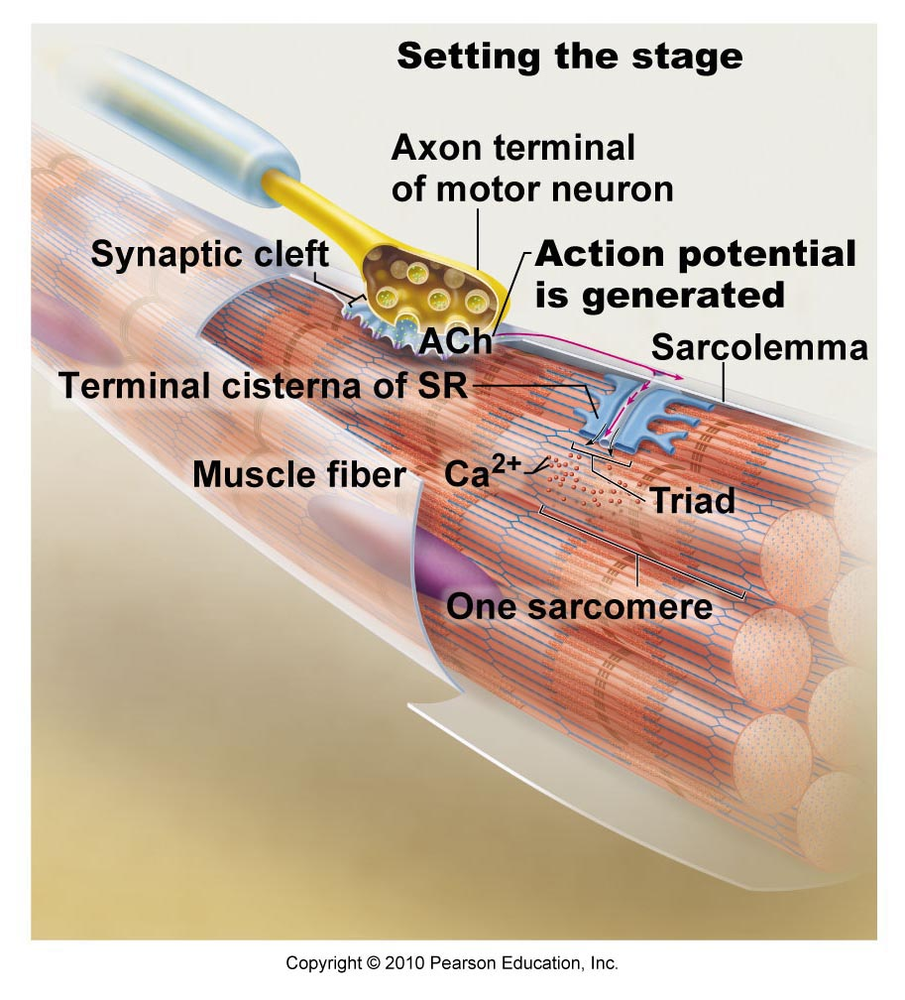 Setting the stage
Axon terminal
of motor neuron
Synaptic cleft
Action potential
is generated
ACh
Sarcolemma
Terminal cisterna of SR
Muscle fiber
Ca2+
Triad
One sarcomere
Copyright © 2010 Pearson Education, Inc.